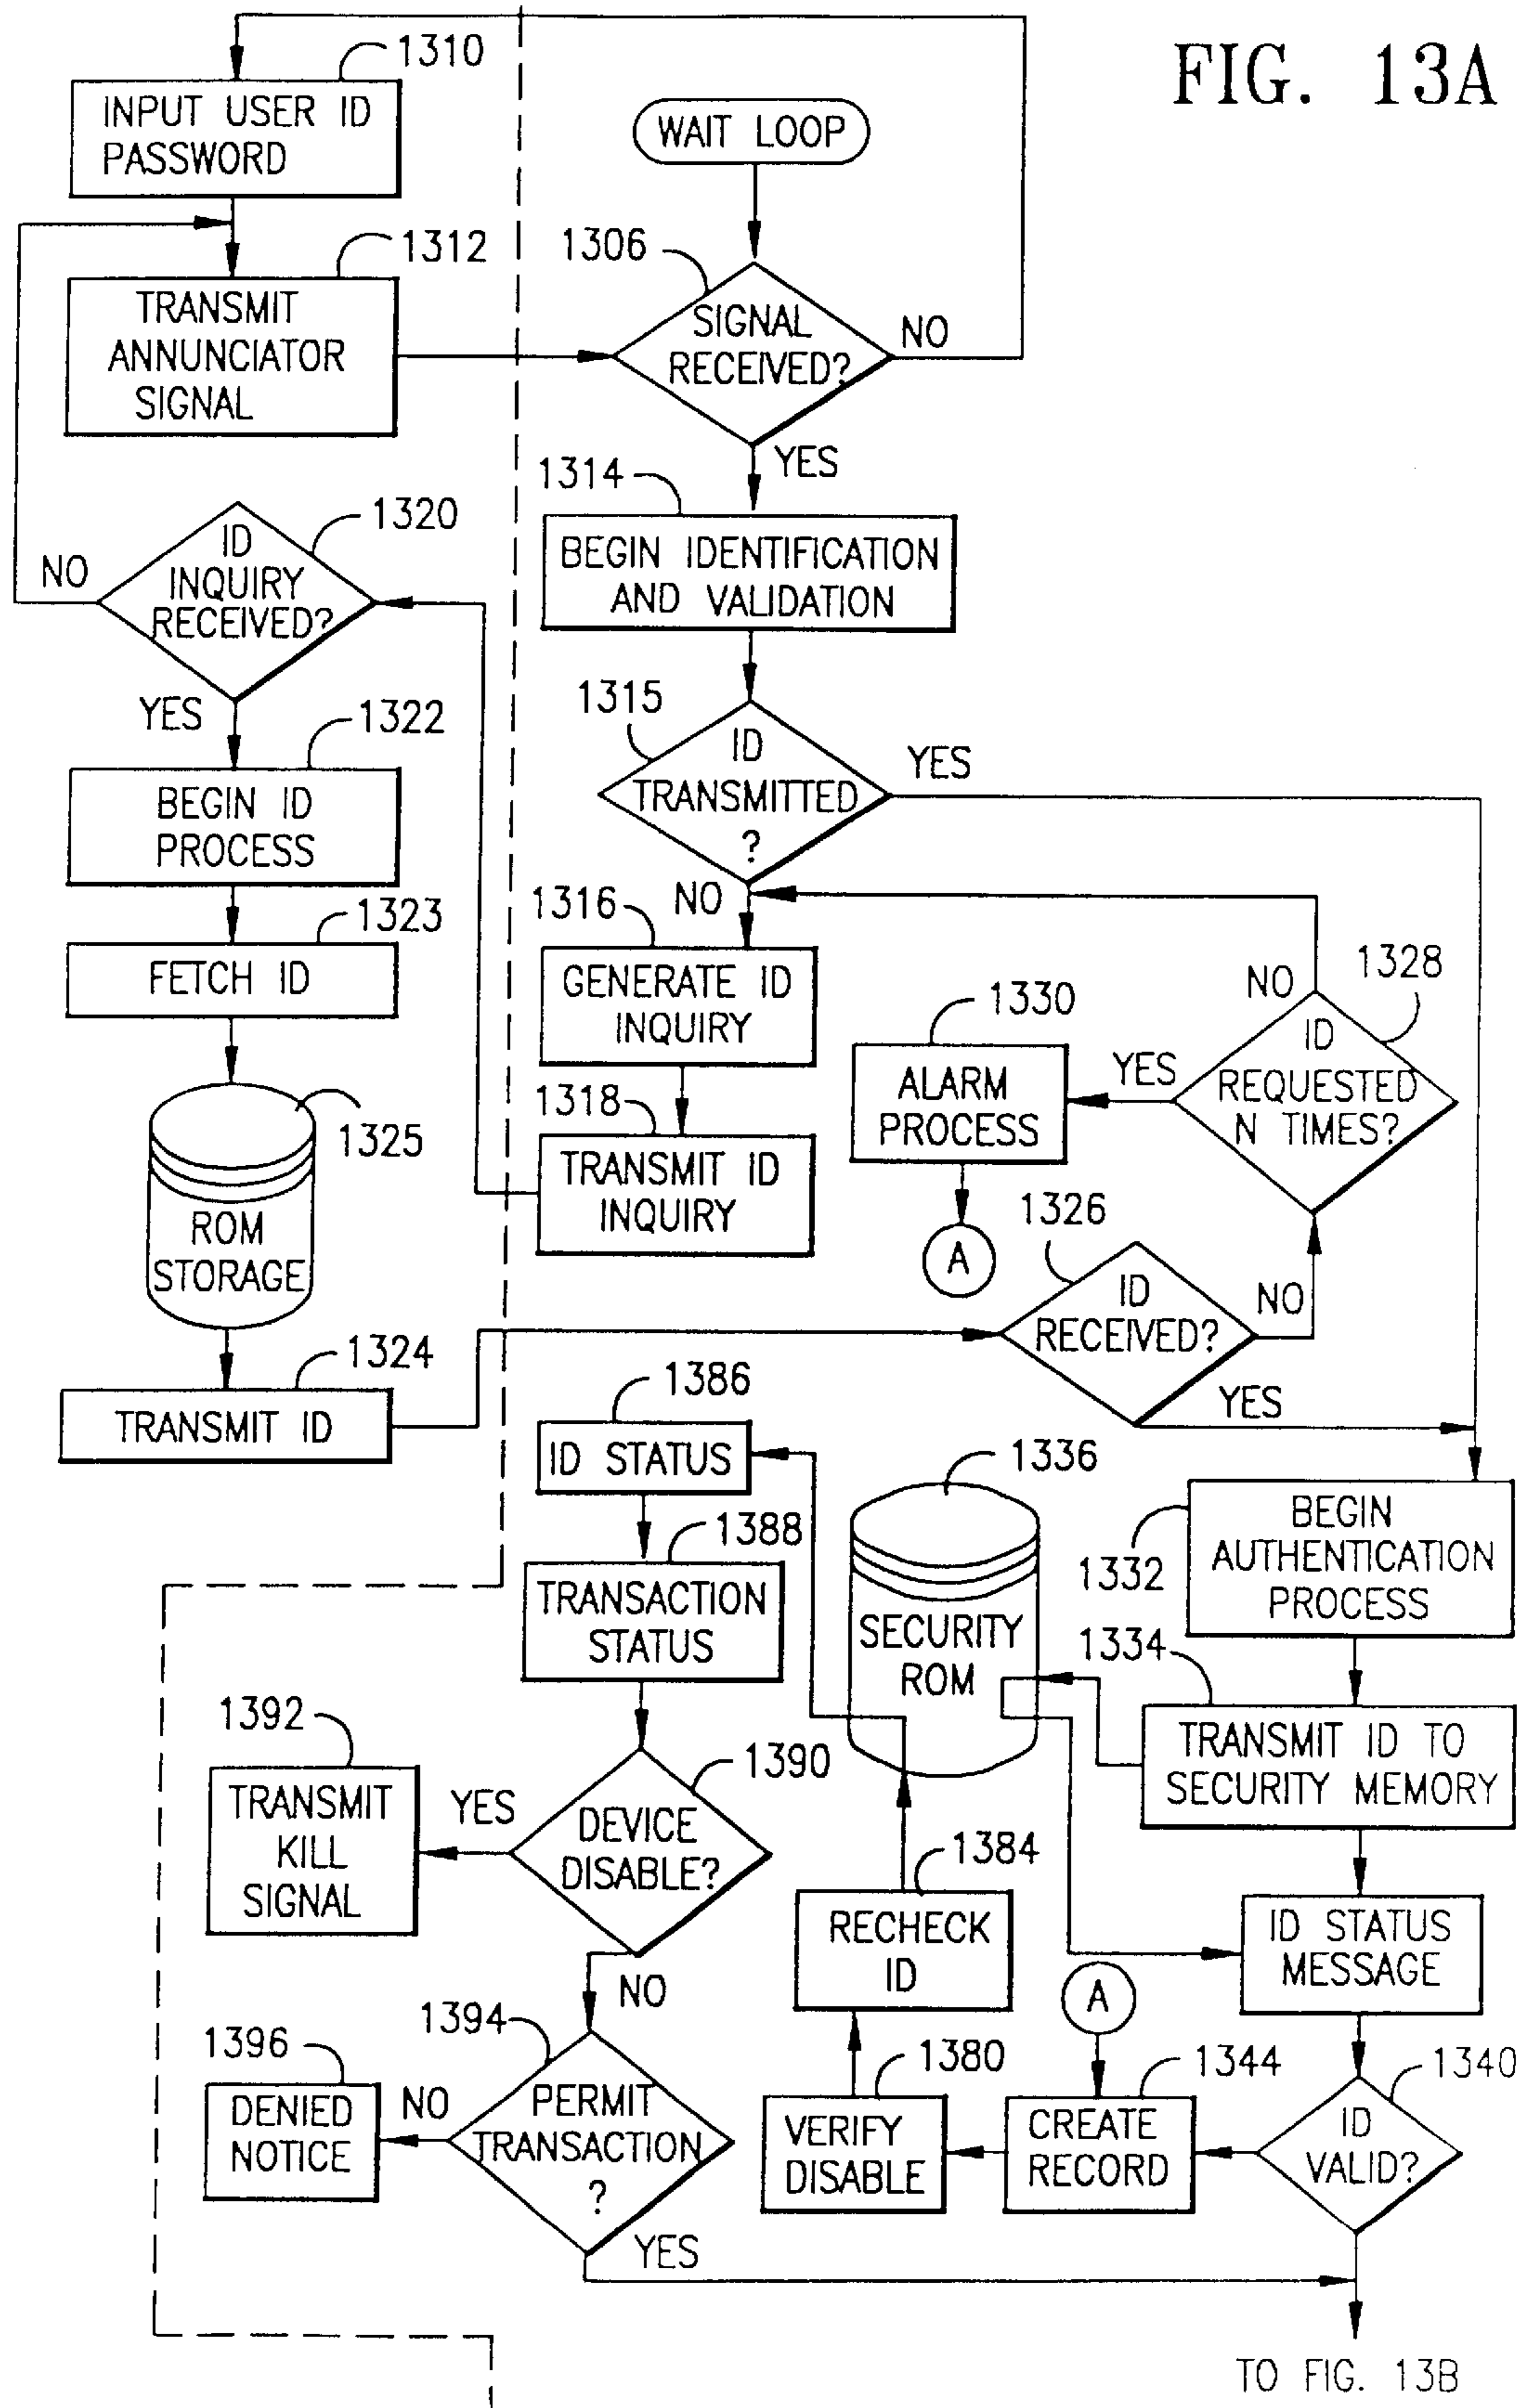 FIG. 13A
1310
INPUT USER ID
PASSWORD
WAIT LOOP
1312
TRANSMIT
ANNUNCIATOR
SIGNAL
1306
SIGNAL
RECEIVED?
NO
YES
1314
BEGIN IDENTIFICATION
AND VALIDATION
1320
ID
INQUIRY
RECEIVED?
NO
YES
1315
ID
TRANSMITTED
?
YES
NO
1322
BEGIN ID
PROCESS
1323
FETCH ID
1316
GENERATE ID
INQUIRY
1318
TRANSMIT ID
INQUIRY
1328
NO
ID
REQUESTED
N TIMES?
YES
1330
ALARM
PROCESS
A
1325
ROM
STORAGE
1326
ID
RECEIVED?
NO
YES
1324
TRANSMIT ID
1386
ID STATUS
1336
SECURITY
ROM
1332
BEGIN
AUTHENTICATION
PROCESS
1388
TRANSACTION
STATUS
1334
TRANSMIT ID TO
SECURITY MEMORY
1392
TRANSMIT
KILL
SIGNAL
YES
1390
DEVICE
DISABLE?
NO
1384
RECHECK
ID
ID STATUS
MESSAGE
A
1394
PERMIT
TRANSACTION
?
NO
YES
1396
DENIED
NOTICE
1380
VERIFY
DISABLE
1344
CREATE
RECORD
1340
ID
VALID?
TO FIG. 13B